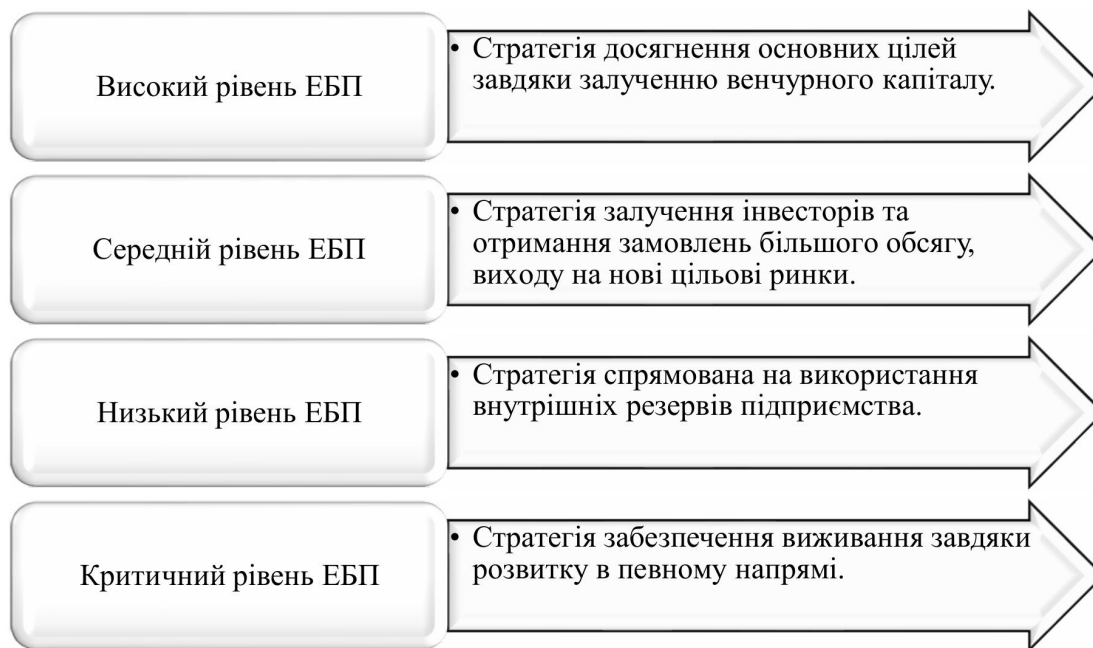 Високий рівень ЕБП
• Стратегія досягнення основних цілей
завдяки залученню венчурного капіталу.
Середній рівень ЕБП
• Стратегія залучення інвесторів та
отримання замовлень більшого обсягу,
виходу на нові цільові ринки.
Низький рівень ЕБП
• Стратегія спрямована на використання
внутрішніх резервів підприємства.
Критичний рівень ЕБП
• Стратегія забезпечення виживання завдяки
розвитку в певному напрямі.